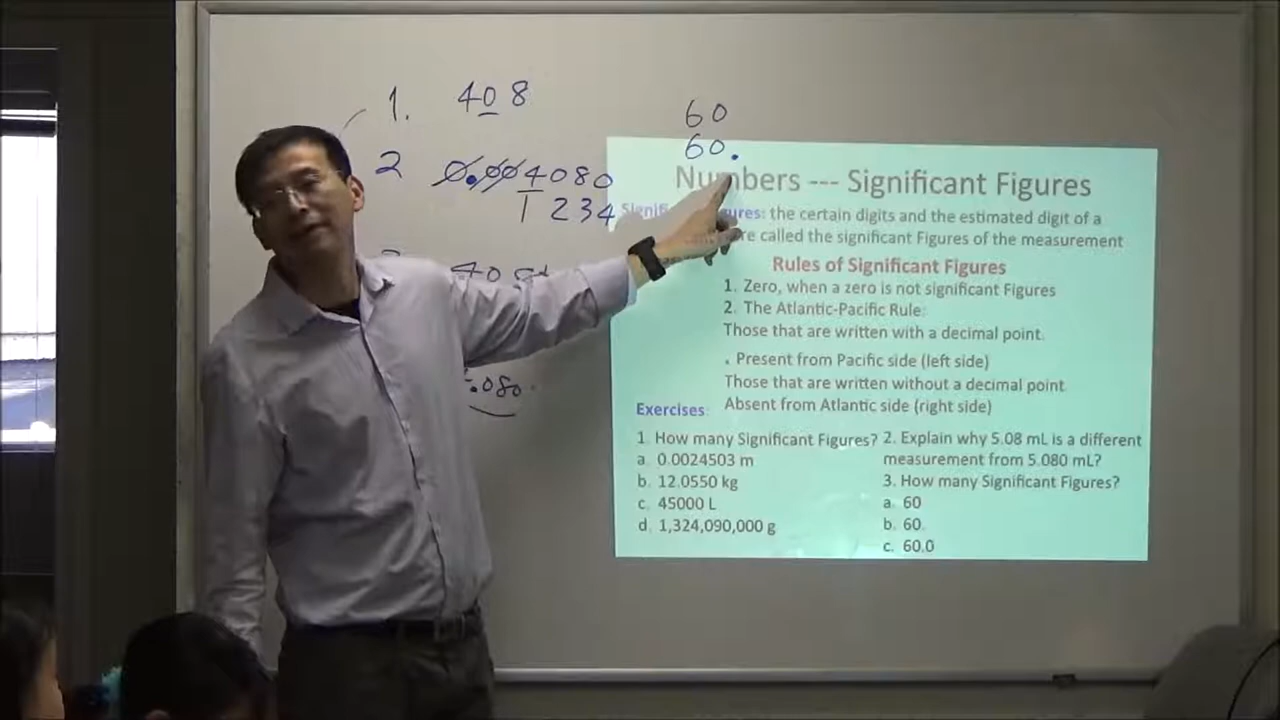 1. 408
60
60.
2 0.004080
1 2 3 4
.080
Numbers --- Significant Figures
the certain digits and the estimated digit of a
called the significant Figures of the measurement
Rules of Significant Figures
1. Zero, when a zero is not significant Figures
2. The Atlantic-Pacific Rule:
Those that are written with a decimal point.
. Present from Pacific side (left side)
Those that are written without a decimal point
Absent from Atlantic side (right side)
Exercises:
1. How many Significant Figures?
a. 0.0024503 m
b. 12.0550 kg
c. 45000 L
d. 1,324,090,000 g
2. Explain why 5.08 mL is a different
measurement from 5.080 mL?
3. How many Significant Figures?
a. 60
b. 60.
c. 60.0